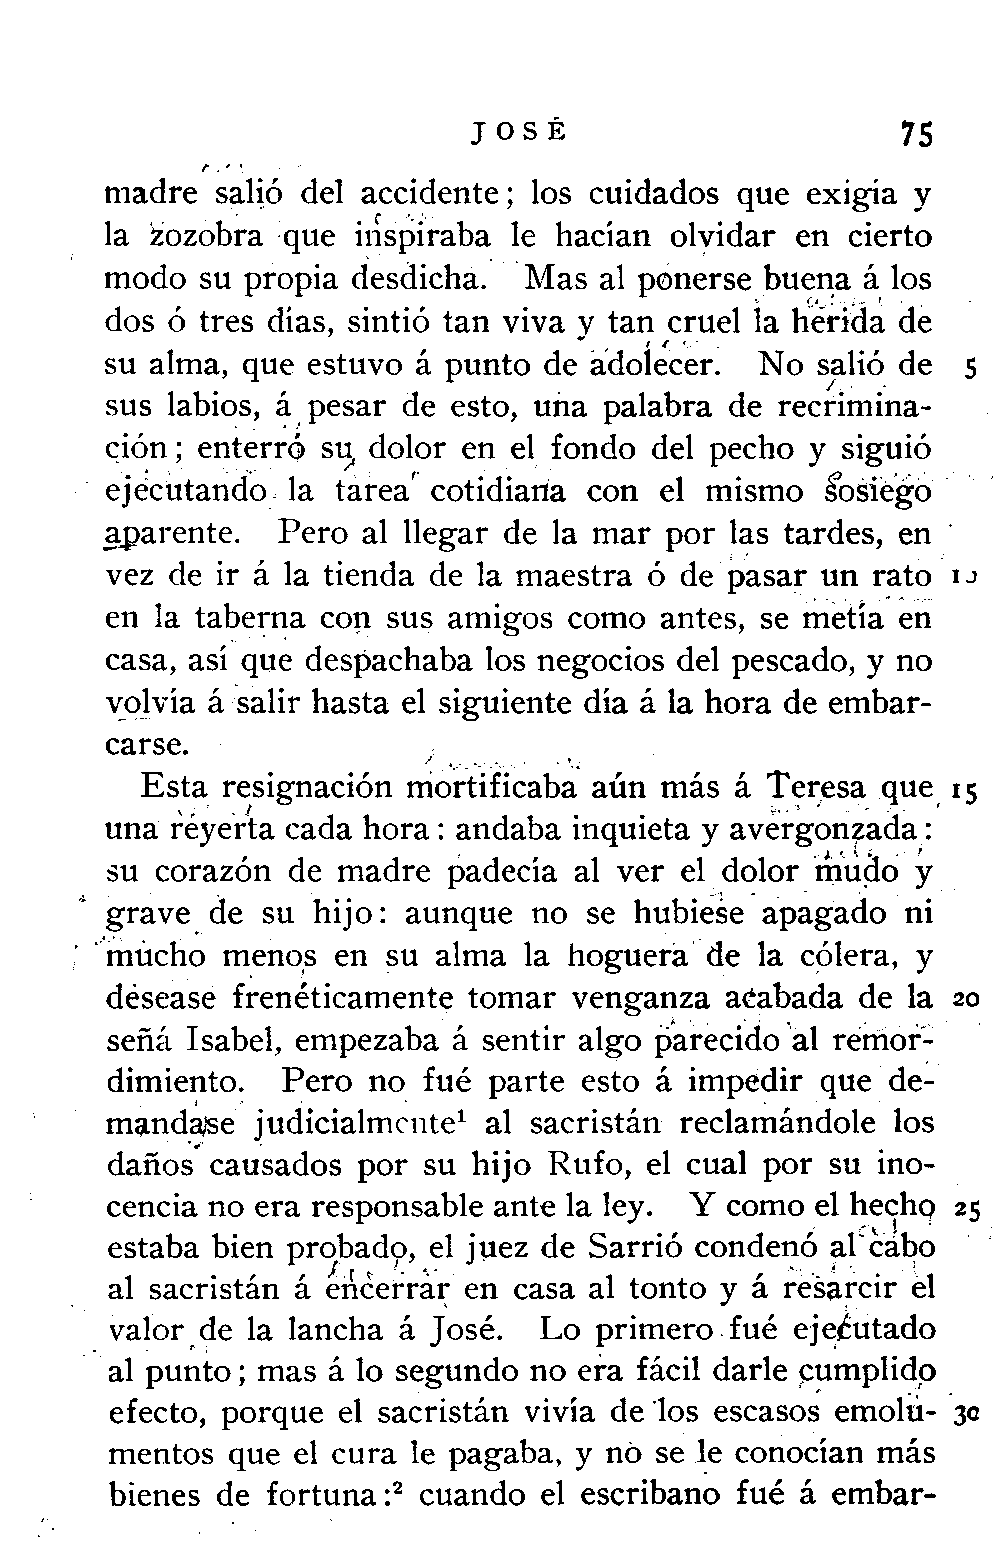 JOSÉ 75
madre salió del accidente; los cuidados que exigía y
la zozobra que inspiraba le hacían olvidar en cierto
modo su propia desdicha. Mas al ponerse buena á los
dos ó tres días, sintió tan viva y tan cruel la herida de
su alma, que estuvo á punto de adolecer. No salió de 5
sus labios, á pesar de esto, una palabra de recrimina-
ción; enterró su dolor en el fondo del pecho y siguió
ejecutando la tarea cotidiana con el mismo sosiego
aparente. Pero al llegar de la mar por las tardes, en
vez de ir á la tienda de la maestra ó de pasar un rato 10
en la taberna con sus amigos como antes, se metía en
casa, así que despachaba los negocios del pescado, y no
volvía á salir hasta el siguiente día á la hora de embar-
carse.
Esta resignación mortificaba aún más á Teresa que 15
una reyerta cada hora: andaba inquieta y avergonzada:
su corazón de madre padecía al ver el dolor mudo y
grave de su hijo: aunque no se hubiese apagado ni
mucho menos en su alma la hoguera de la cólera, y
desease frenéticamente tomar venganza acabada de la 20
señá Isabel, empezaba á sentir algo parecido al remor-
dimiento. Pero no fué parte esto á impedir que de-
mandase judicialmente¹ al sacristán reclamándole los
daños causados por su hijo Rufo, el cual por su ino-
cencia no era responsable ante la ley. Y como el hecho 25
estaba bien probado, el juez de Sarrió condenó al cabo
al sacristán á encerrar en casa al tonto y á resarcir el
valor de la lancha á José. Lo primero fué ejecutado
al punto; mas á lo segundo no era fácil darle cumplido
efecto, porque el sacristán vivía de los escasos emolu- 30
mentos que el cura le pagaba, y no se le conocían más
bienes de fortuna:² cuando el escribano fué á embar-